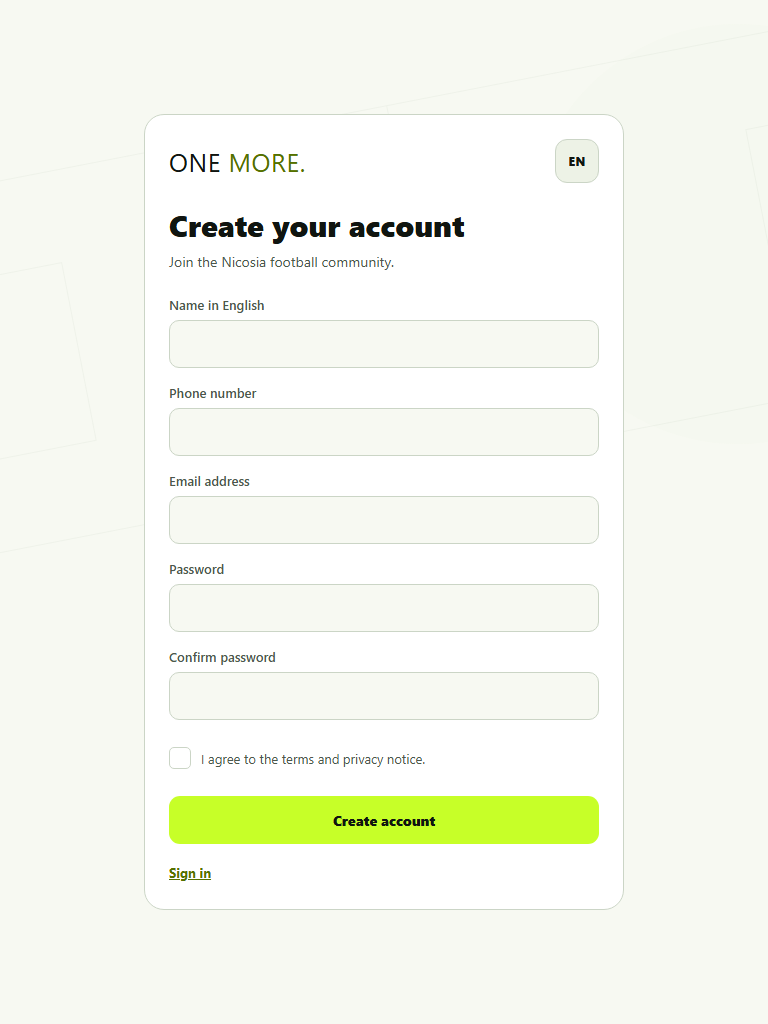 ONE MORE.
EN
Create your account
Join the Nicosia football community.
Name in English
Phone number
Email address
Password
Confirm password
I agree to the terms and privacy notice.
Create account
Sign in